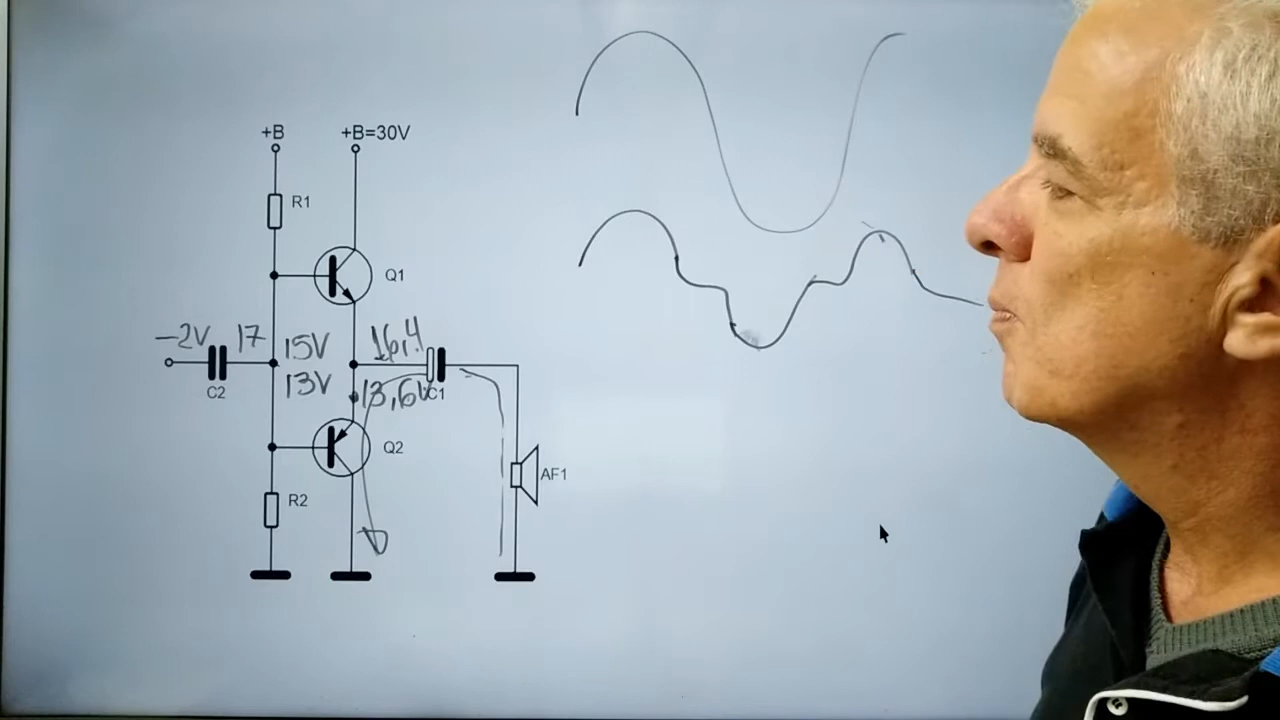 +B +B=30V
R1
Q1
-2V 17 15V 16,4
C2 13V 13,6V C1
Q2
AF1
R2